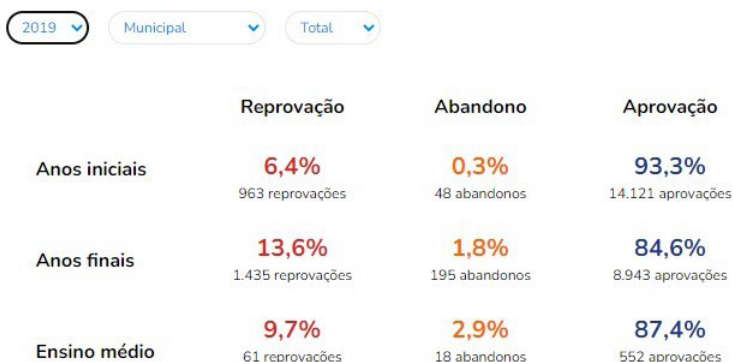 2019 Municipal Total
Reprovação Abandono Aprovação
6,4% 0,3% 93,3%
Anos iniciais
963 reprovações 48 abandonos 14.121 aprovações
13,6% 1,8% 84,6%
Anos finais
1.435 reprovações 195 abandonos 8.943 aprovações
9,7% 2,9% 87,4%
Ensino médio
61 reprovações 18 abandonos 552 aprovações